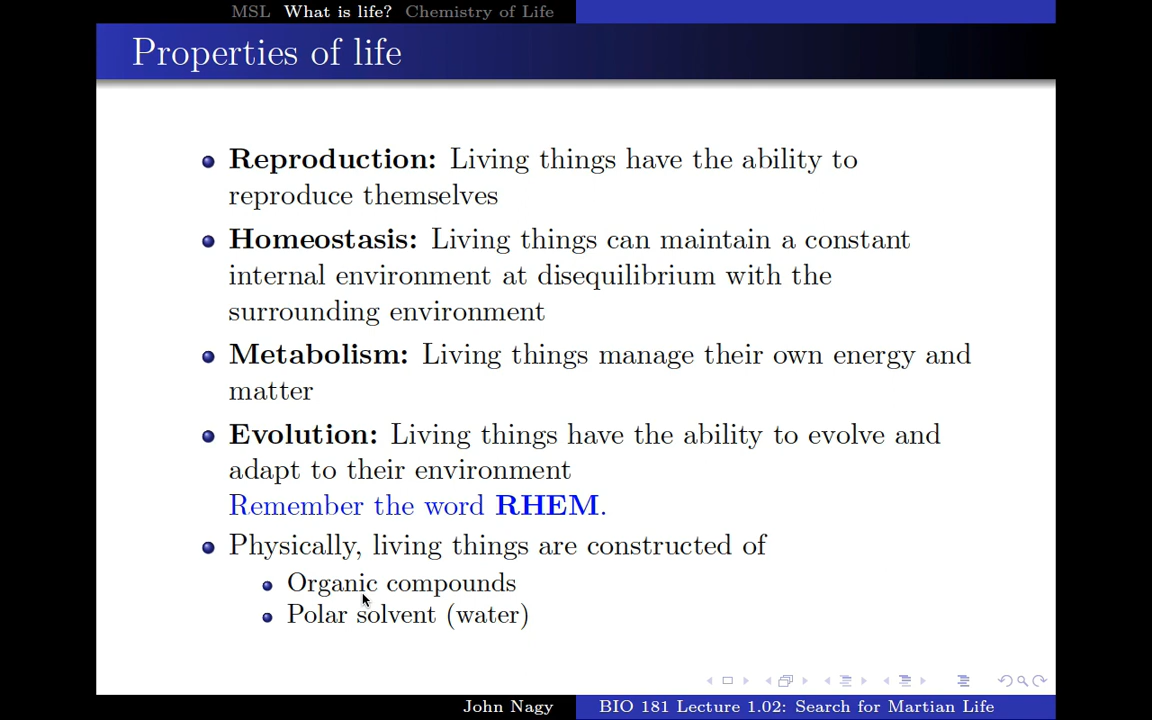 MSL What is life? Chemistry of Life
Properties of life
Reproduction: Living things have the ability to
reproduce themselves
Homeostasis: Living things can maintain a constant
internal environment at disequilibrium with the
surrounding environment
Metabolism: Living things manage their own energy and
matter
Evolution: Living things have the ability to evolve and
adapt to their environment
Remember the word RHEM.
Physically, living things are constructed of
Organic compounds
Polar solvent (water)
John Nagy BIO 181 Lecture 1.02: Search for Martian Life